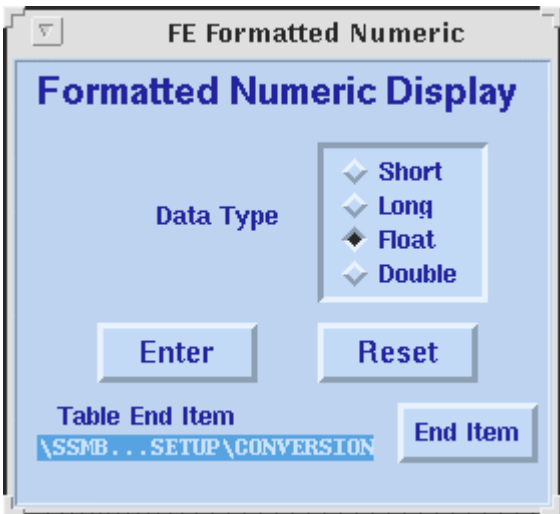 FE Formatted Numeric
Formatted Numeric Display
Data Type
Short
Long
Float
Double
Enter
Reset
Table End Item
\SSMB...SETUP\CONVERSION
End Item